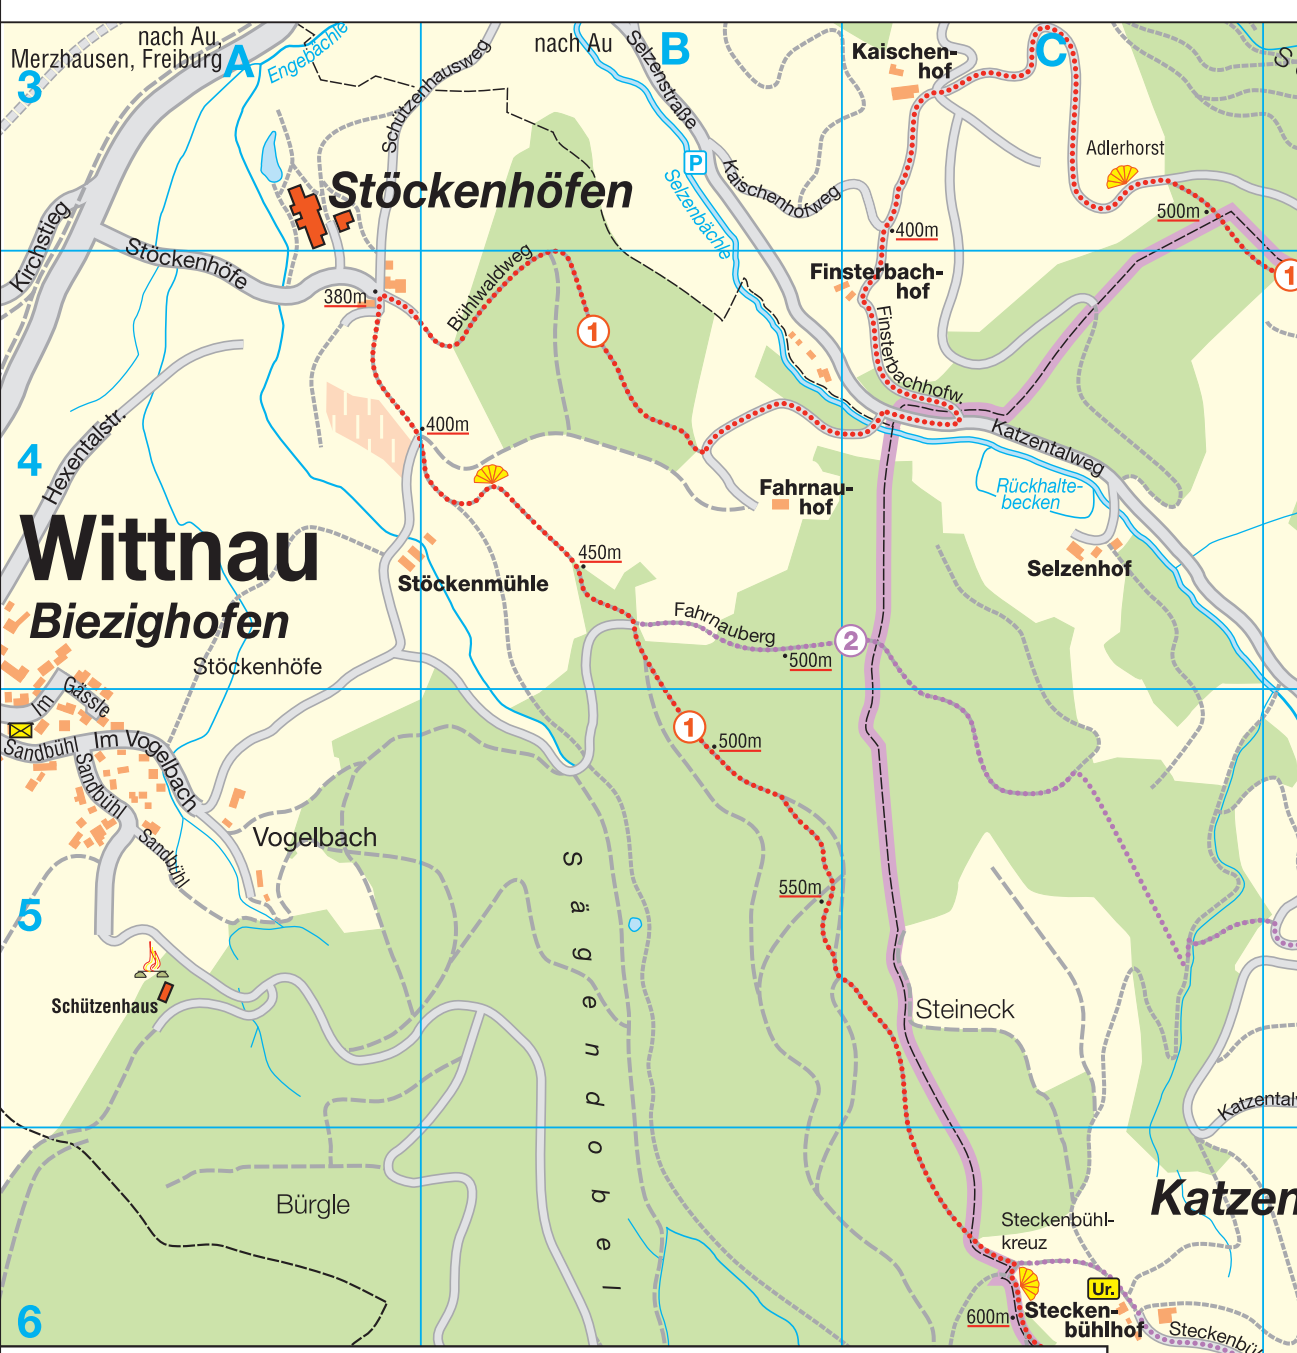 nach Au,
Merzhausen, Freiburg
A
Engebächle
nach Au
Selzenstraße
B
Kaischen-
hof
C
3
Schützenhausweg
P
Adlerhorst
Kaischenhofweg
Selzenbächle
Stöckenhöfen
500m
400m
Kirchstieg
Stöckenhöfe
Bühlwaldweg
Finsterbach-
hof
1
380m
1
Finsterbachhofw.
Hexentalstr.
400m
Katzentalweg
4
Fahrnau-
hof
Rückhalte-
becken
Wittnau
450m
Stöckenmühle
Selzenhof
Biezighofen
Fahrnauberg
2
500m
Stöckenhöfe
Im
Gässle
1
500m
Sandbühl
Im Vogelbach
Sandbühl
Sandbühl
Vogelbach
Sägendobel
550m
5
Schützenhaus
Steineck
Katzental
Bürgle
Katzen
Steckenbühl-
kreuz
Ur.
Stecken-
bühlhof
600m
Steckenbü
6